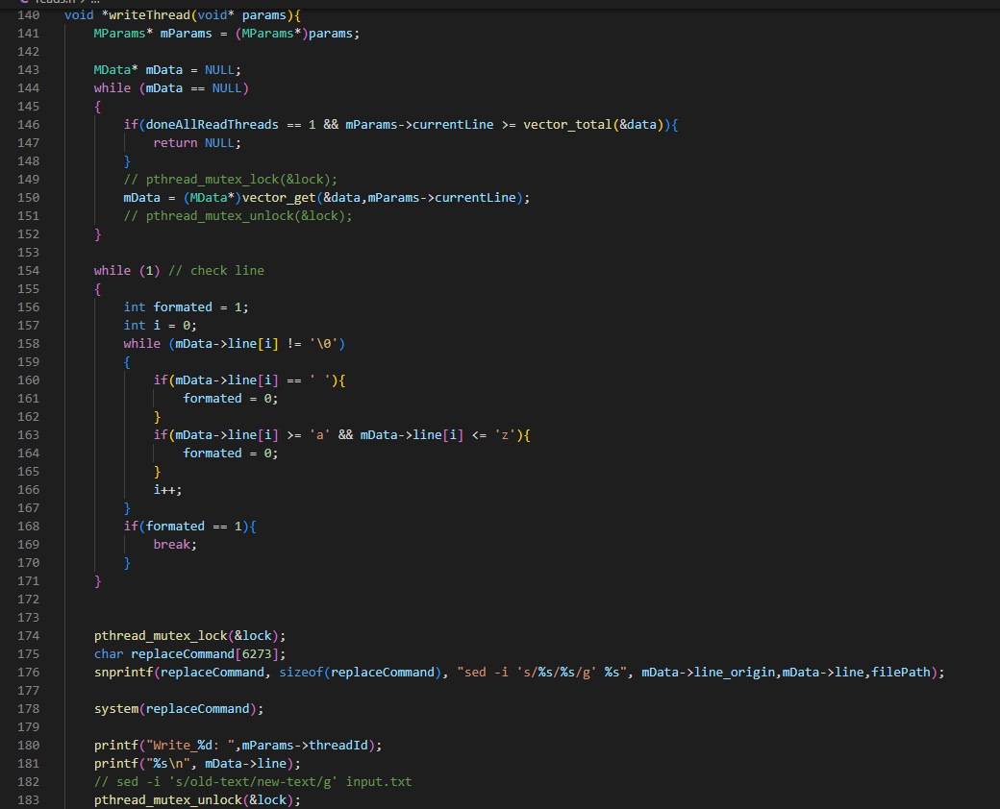 140 void *writeThread(void* params){
141 MParams* mParams = (MParams*)params;
142
143 MData* mData = NULL;
144 while (mData == NULL)
145 {
146 if(doneAllReadThreads == 1 && mParams->currentLine >= vector_total(&data)){
147 return NULL;
148 }
149 // pthread_mutex_lock(&lock);
150 mData = (MData*)vector_get(&data,mParams->currentLine);
151 // pthread_mutex_unlock(&lock);
152 }
153
154 while (1) // check line
155 {
156 int formated = 1;
157 int i = 0;
158 while (mData->line[i] != '\0')
159 {
160 if(mData->line[i] == ' '){
161 formated = 0;
162 }
163 if(mData->line[i] >= 'a' && mData->line[i] <= 'z'){
164 formated = 0;
165 }
166 i++;
167 }
168 if(formated == 1){
169 break;
170 }
171 }
172
173
174 pthread_mutex_lock(&lock);
175 char replaceCommand[6273];
176 snprintf(replaceCommand, sizeof(replaceCommand), "sed -i 's/%s/%s/g' %s", mData->line_origin,mData->line,filePath);
177
178 system(replaceCommand);
179
180 printf("Write_%d: ",mParams->threadId);
181 printf("%s\n", mData->line);
182 // sed -i 's/old-text/new-text/g' input.txt
183 pthread_mutex_unlock(&lock);